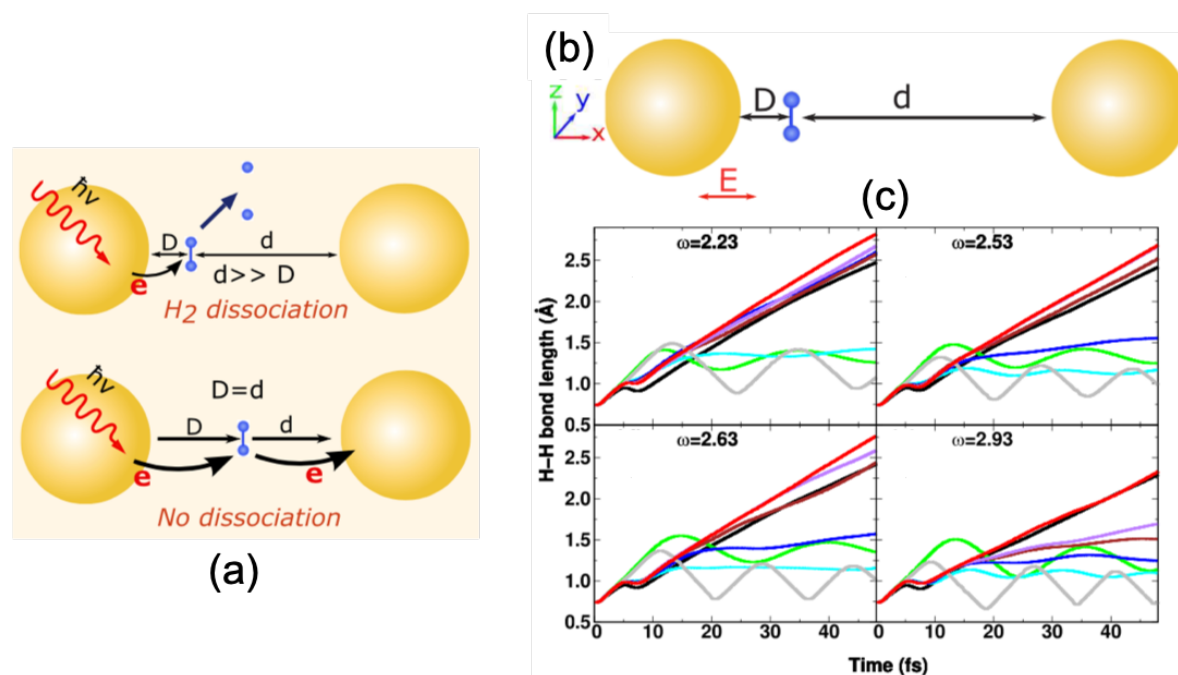 ħν
D
d
e
d>> D
H2 dissociation
ħν
D=d
D
d
e
e
No dissociation
(a)
(b)
z
y
x
D
d
E
(c)
H–H bond length (Å)
ω=2.23
ω=2.53
2.5
2.0
1.5
1.0
0.5
ω=2.63
ω=2.93
2.5
2.0
1.5
1.0
0.5
0 10 20 30 40 0 10 20 30 40
Time (fs)